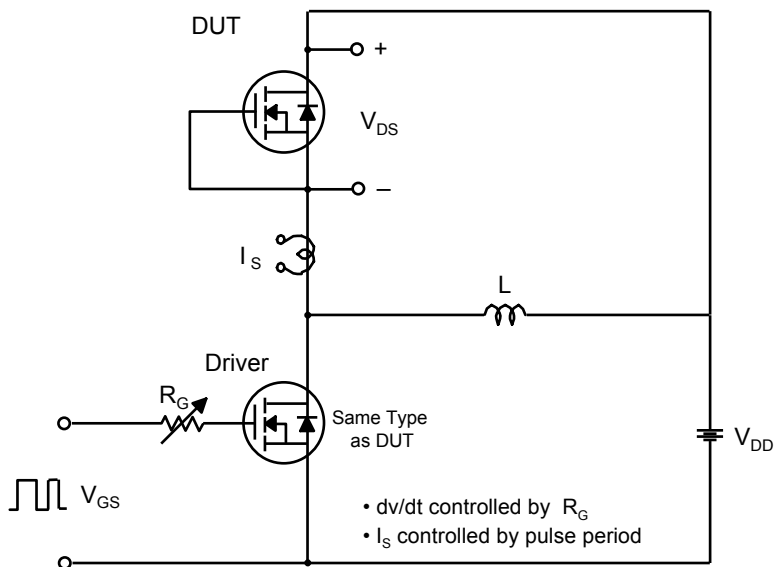 DUT
+
V_DS
–
I_S
L
Driver
R_G
Same Type
as DUT
V_DD
V_GS
• dv/dt controlled by R_G
• I_S controlled by pulse period